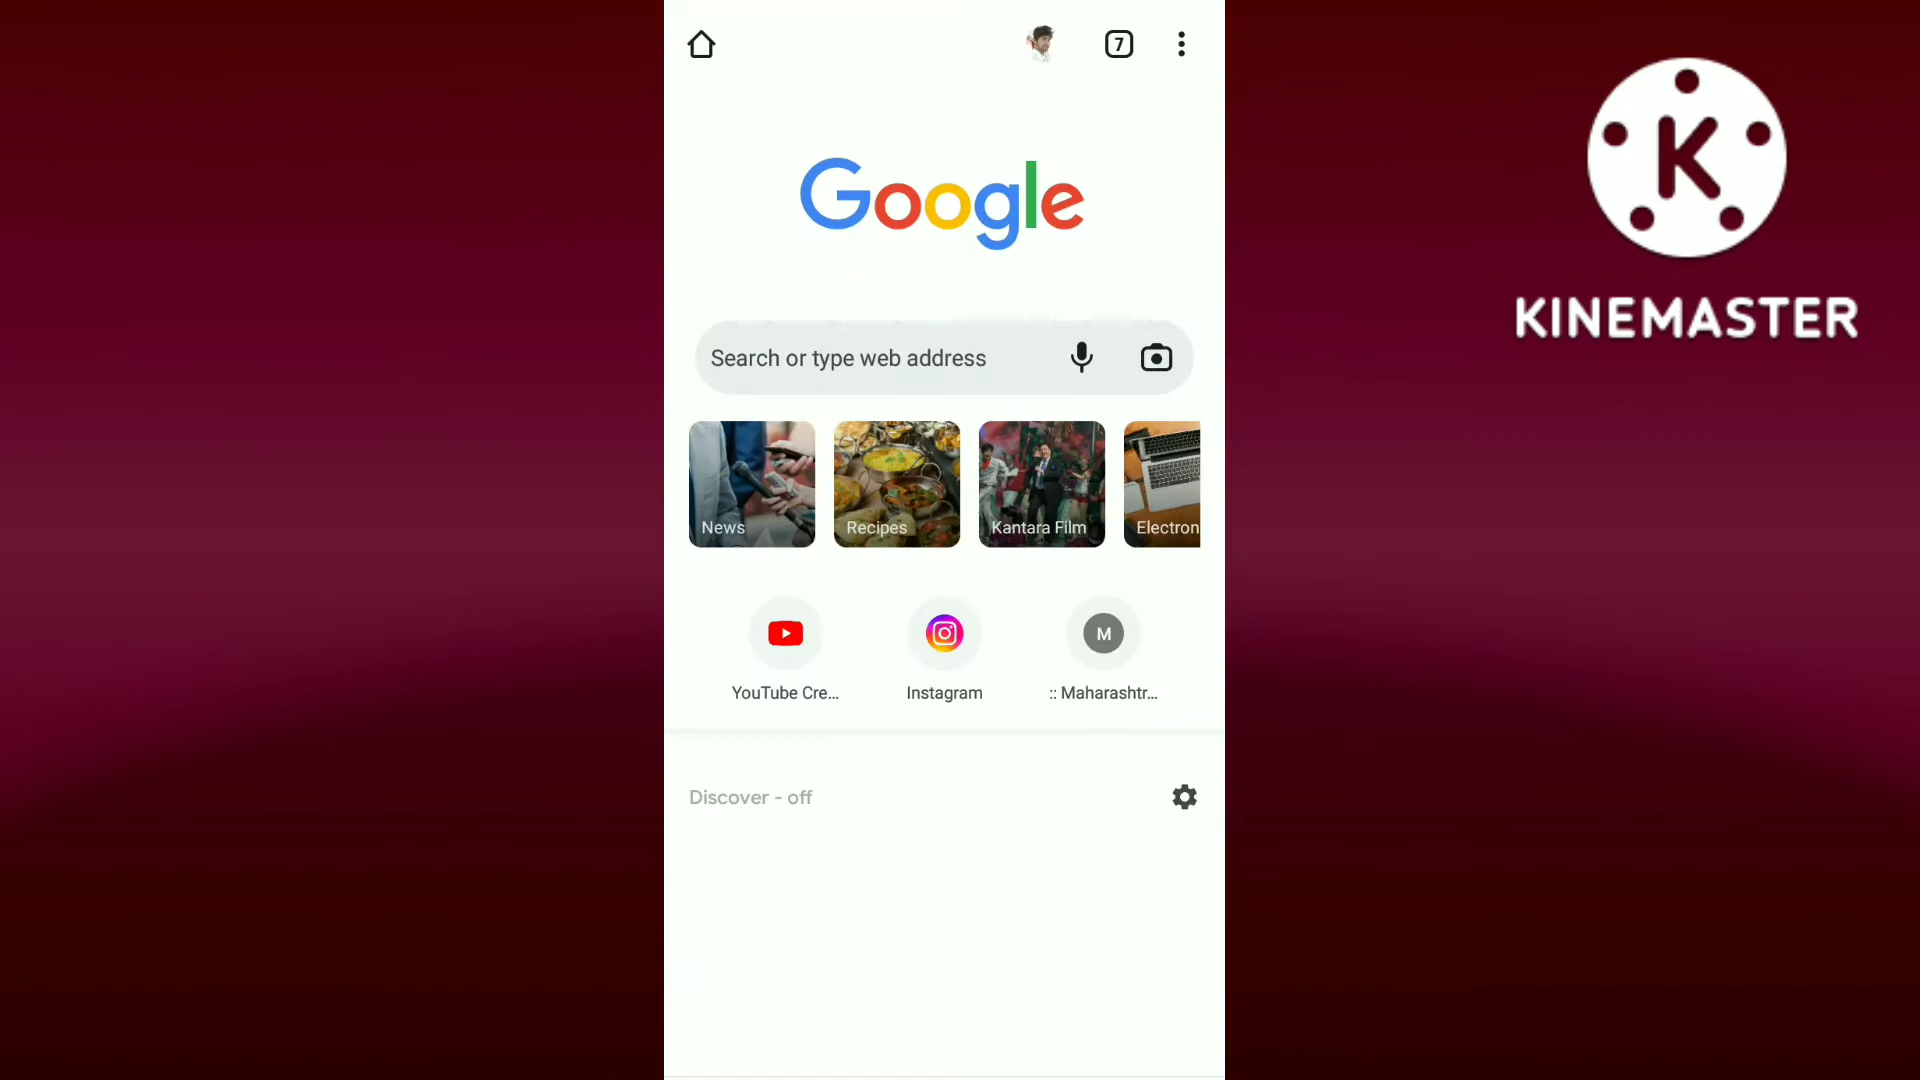 7
Google
K
KINEMASTER
Search or type web address
News
Recipes
Kantara Film
Electron
M
YouTube Cre...
Instagram
:: Maharashtr...
Discover - off